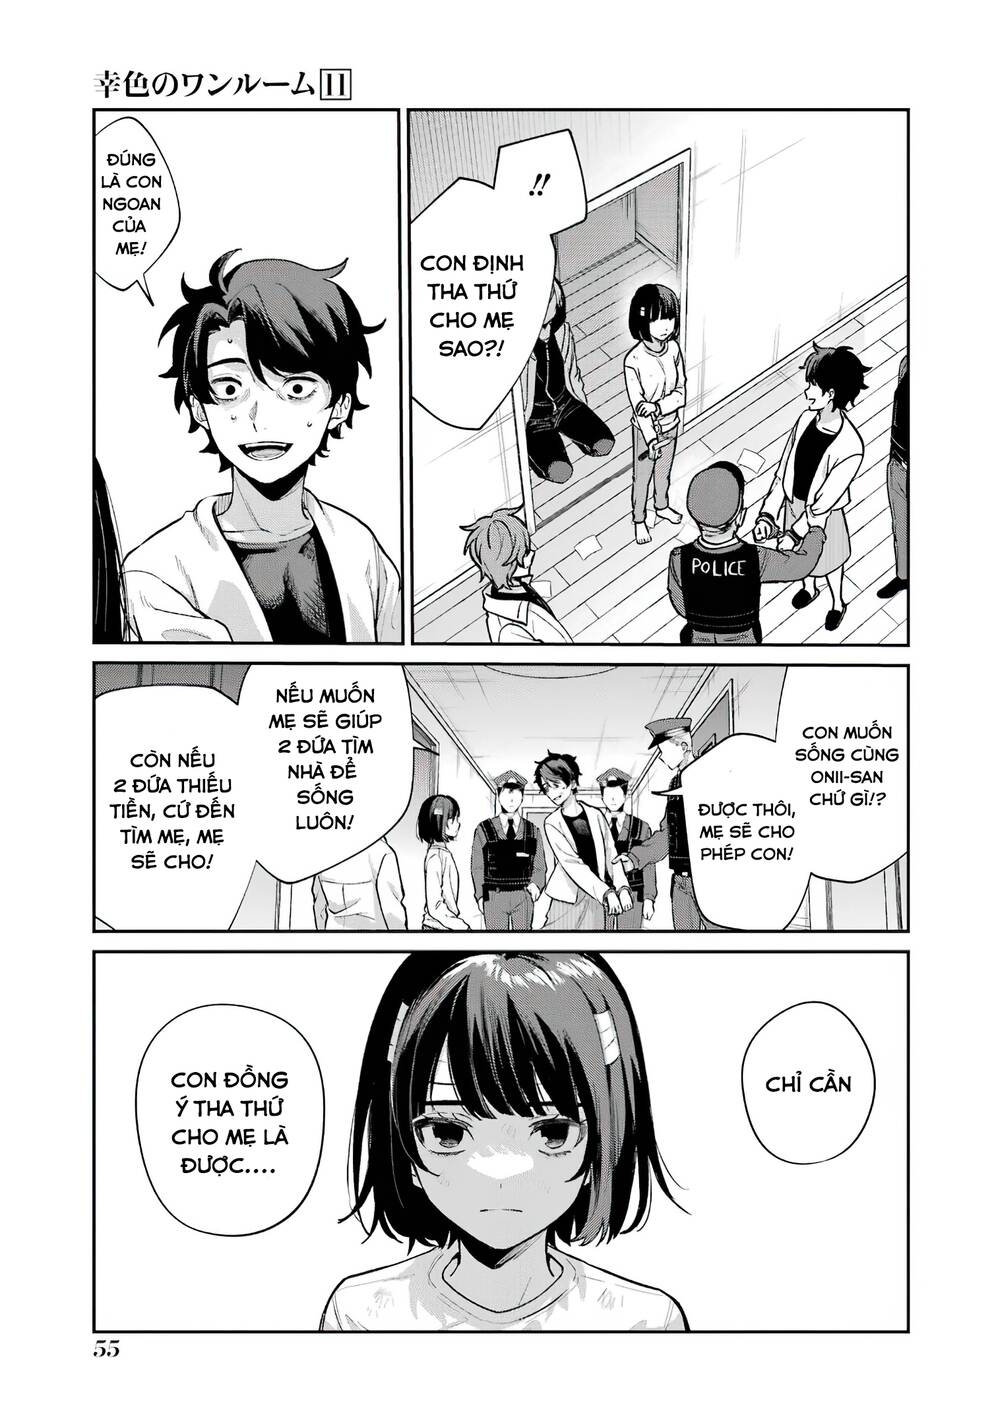 幸色のワンルーム 11
!!
CON ĐỊNH
THA THỨ
CHO MẸ
SAO?!
POLICE
ĐÚNG
LÀ CON
NGOAN
CỦA
MẸ!
CON MUỐN
SỐNG CÙNG
ONII-SAN
CHỨ GÌ!?
ĐƯỢC THÔI,
MẸ SẼ CHO
PHÉP CON!
NẾU MUỐN
MẸ SẼ GIÚP
2 ĐỨA TÌM
NHÀ ĐỂ
SỐNG
LUÔN!
CÒN NẾU
2 ĐỨA THIẾU
TIỀN, CỨ ĐẾN
TÌM MẸ, MẸ
SẼ CHO!
CHỈ CẦN
CON ĐỒNG
Ý THA THỨ
CHO MẸ LÀ
ĐƯỢC....
55